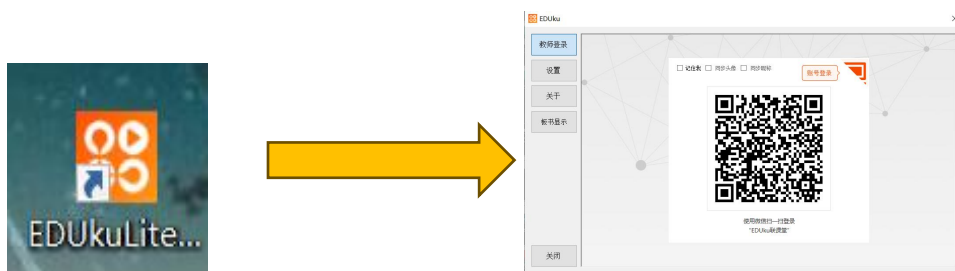 EDUkuLite...
EDUku
教师登录
设置
关于
板书显示
关闭
记住我 同步头像 同步昵称
账号登录
使用微信扫一扫登录
"EDUku联课堂"